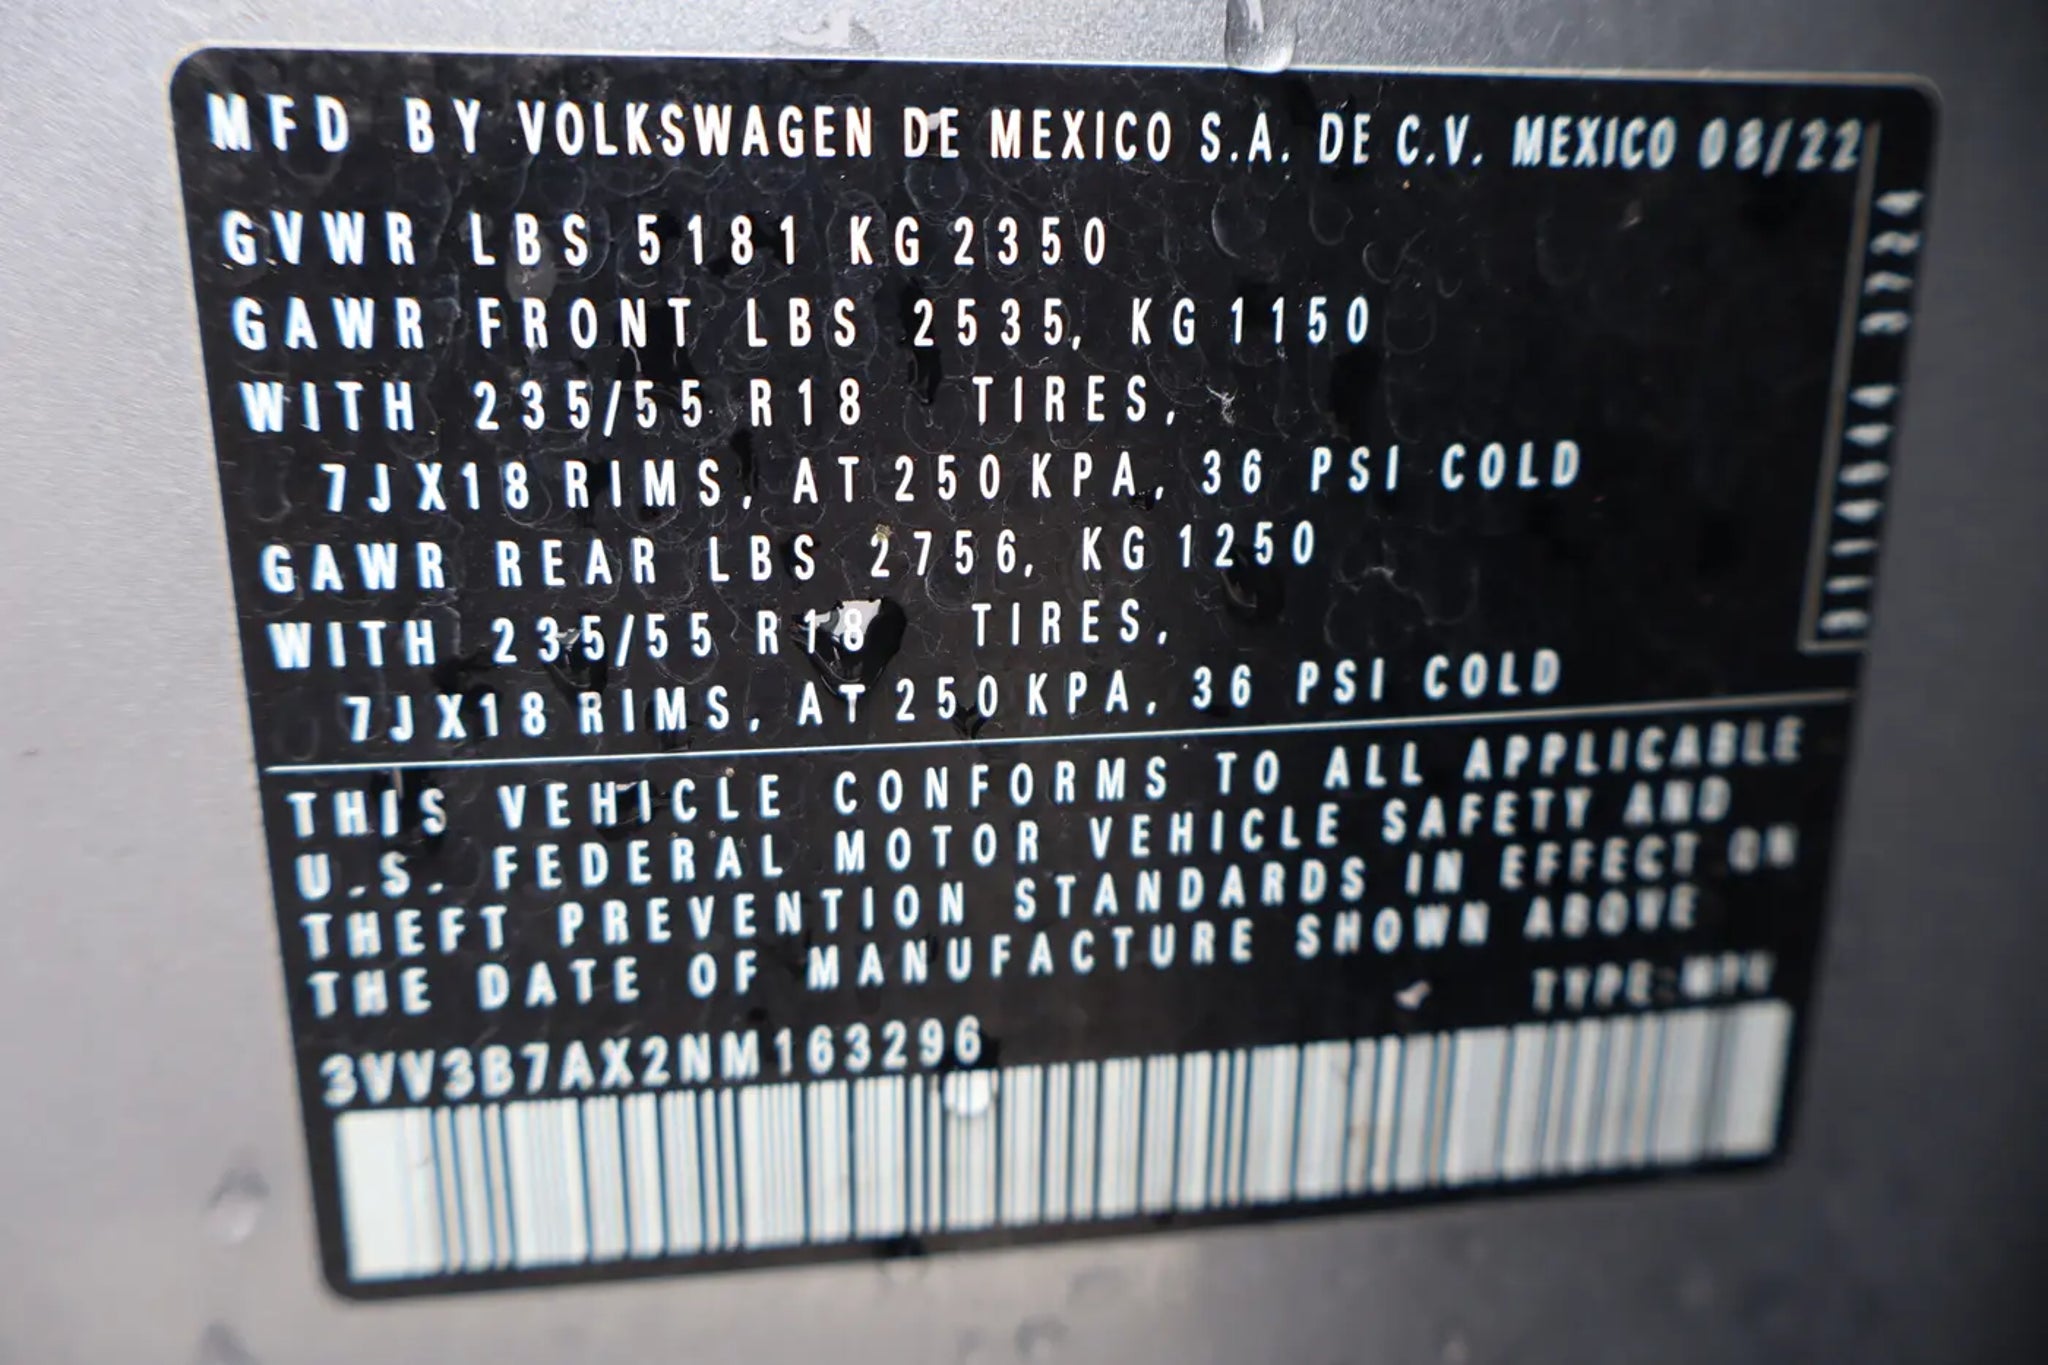 MFD BY VOLKSWAGEN DE MEXICO S.A. DE C.V. MEXICO 08/22
GVWR LBS 5181 KG 2350
GAWR FRONT LBS 2535, KG 1150
WITH 235/55 R18 TIRES,
7JX18 RIMS, AT 250 KPA, 36 PSI COLD
GAWR REAR LBS 2756, KG 1250
WITH 235/55 R18 TIRES,
7JX18 RIMS, AT 250 KPA, 36 PSI COLD
THIS VEHICLE CONFORMS TO ALL APPLICABLE
U.S. FEDERAL MOTOR VEHICLE SAFETY AND
THEFT PREVENTION STANDARDS IN EFFECT ON
THE DATE OF MANUFACTURE SHOWN ABOVE
TYPE:
3VV3B7AX2NM163296